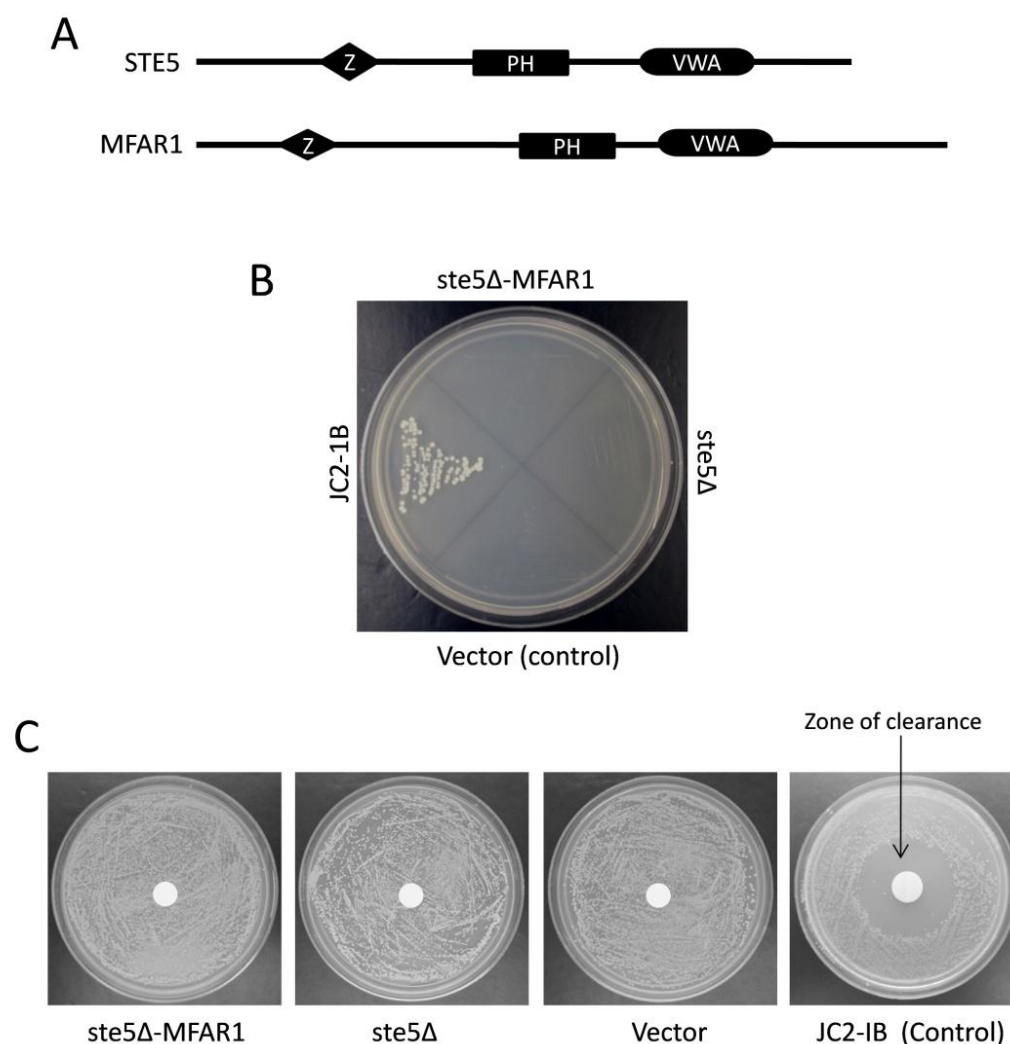 A
STE5
Z
PH
VWA
MFAR1
Z
PH
VWA
B
ste5Δ-MFAR1
JC2-1B
ste5Δ
Vector (control)
C
Zone of clearance
ste5Δ-MFAR1
ste5Δ
Vector
JC2-IB (Control)